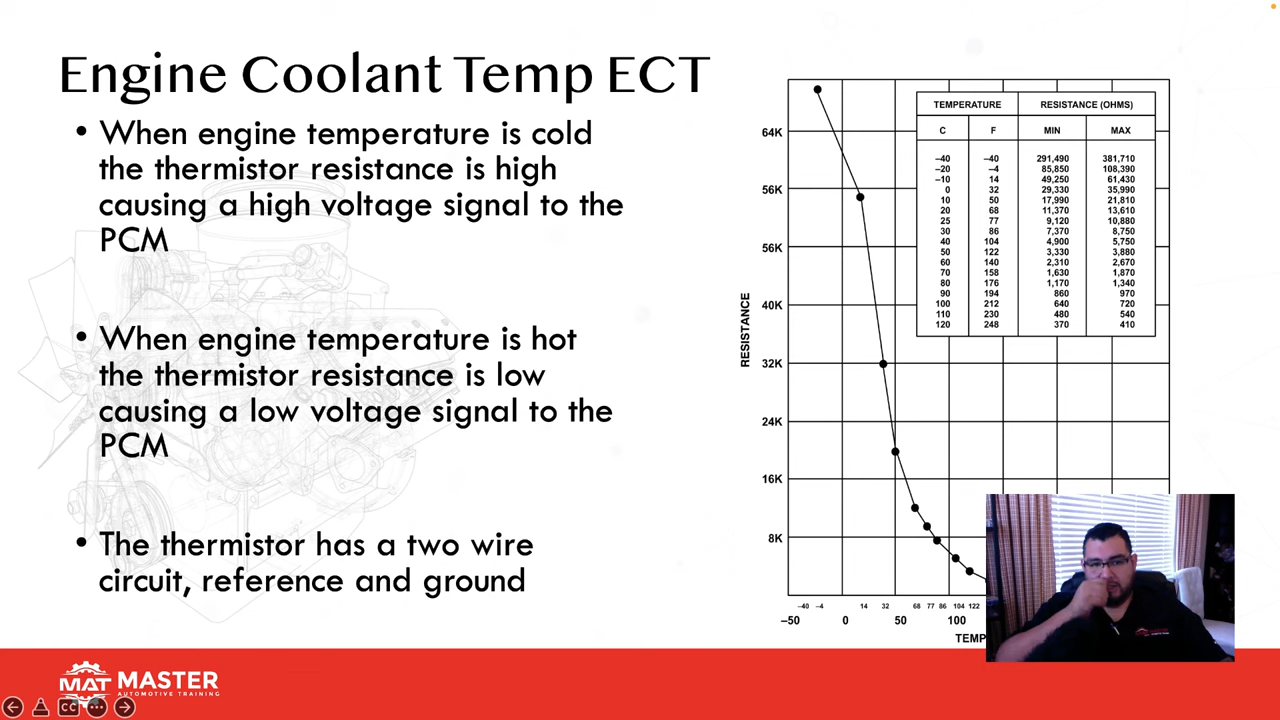 Engine Coolant Temp ECT
• When engine temperature is cold
the thermistor resistance is high
causing a high voltage signal to the
PCM
• When engine temperature is hot
the thermistor resistance is low
causing a low voltage signal to the
PCM
• The thermistor has a two wire
circuit, reference and ground
TEMPERATURE RESISTANCE (OHMS)
C F MIN MAX
–40 –40 291,490 381,710
–20 –4 85,850 108,390
–10 14 49,250 61,430
0 32 29,330 35,990
10 50 17,990 21,810
20 68 11,370 13,610
25 77 9,120 10,880
30 86 7,370 8,750
40 104 4,900 5,750
50 122 3,330 3,880
60 140 2,310 2,670
70 158 1,630 1,870
80 176 1,170 1,340
90 194 860 970
100 212 640 720
110 230 480 540
120 248 370 410
RESISTANCE
64K
56K
56K
40K
32K
24K
16K
8K
–40 –4 14 32 68 77 86 104 122
–50 0 50 100
TEMP
MAT MASTER
AUTOMOTIVE TRAINING
CC